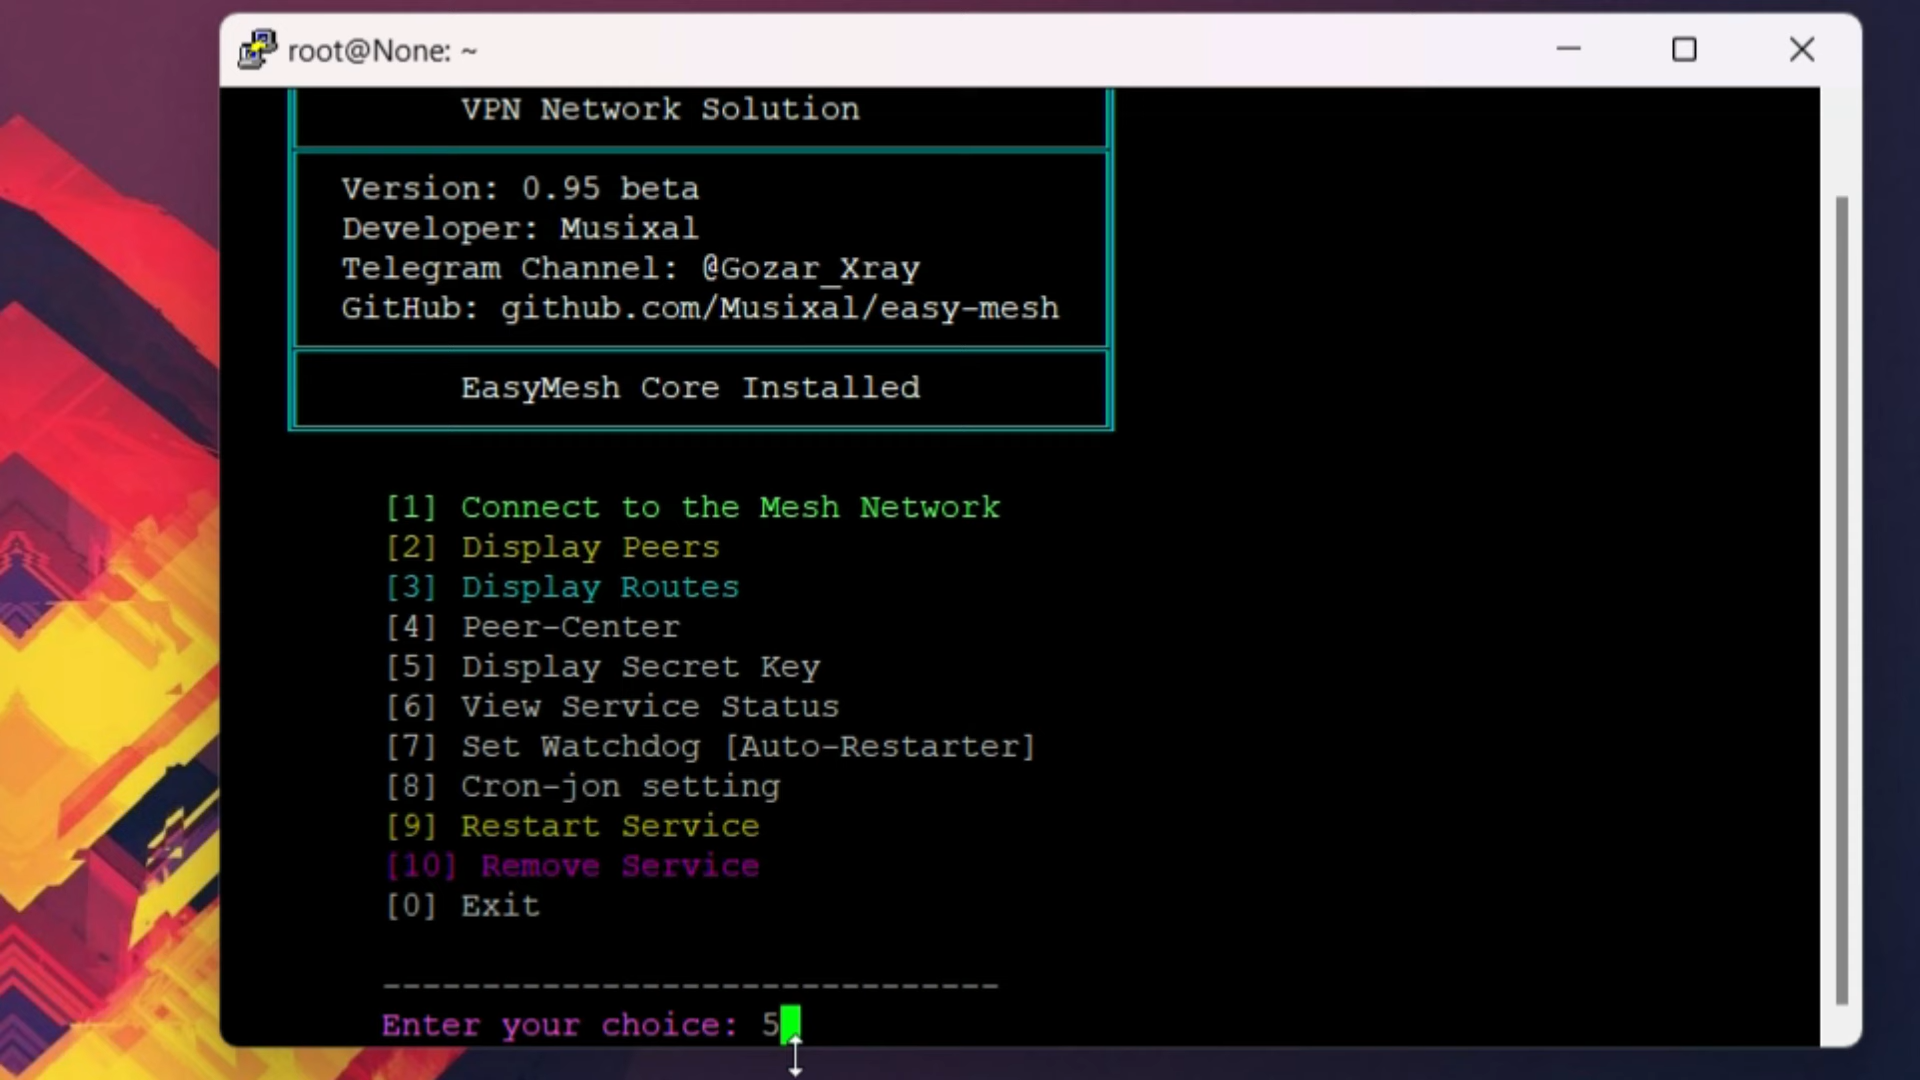 root@None: ~
VPN Network Solution
Version: 0.95 beta
Developer: Musixal
Telegram Channel: @Gozar_Xray
GitHub: github.com/Musixal/easy-mesh
EasyMesh Core Installed
[1] Connect to the Mesh Network
[2] Display Peers
[3] Display Routes
[4] Peer-Center
[5] Display Secret Key
[6] View Service Status
[7] Set Watchdog [Auto-Restarter]
[8] Cron-jon setting
[9] Restart Service
[10] Remove Service
[0] Exit
-------------------------------
Enter your choice: 5